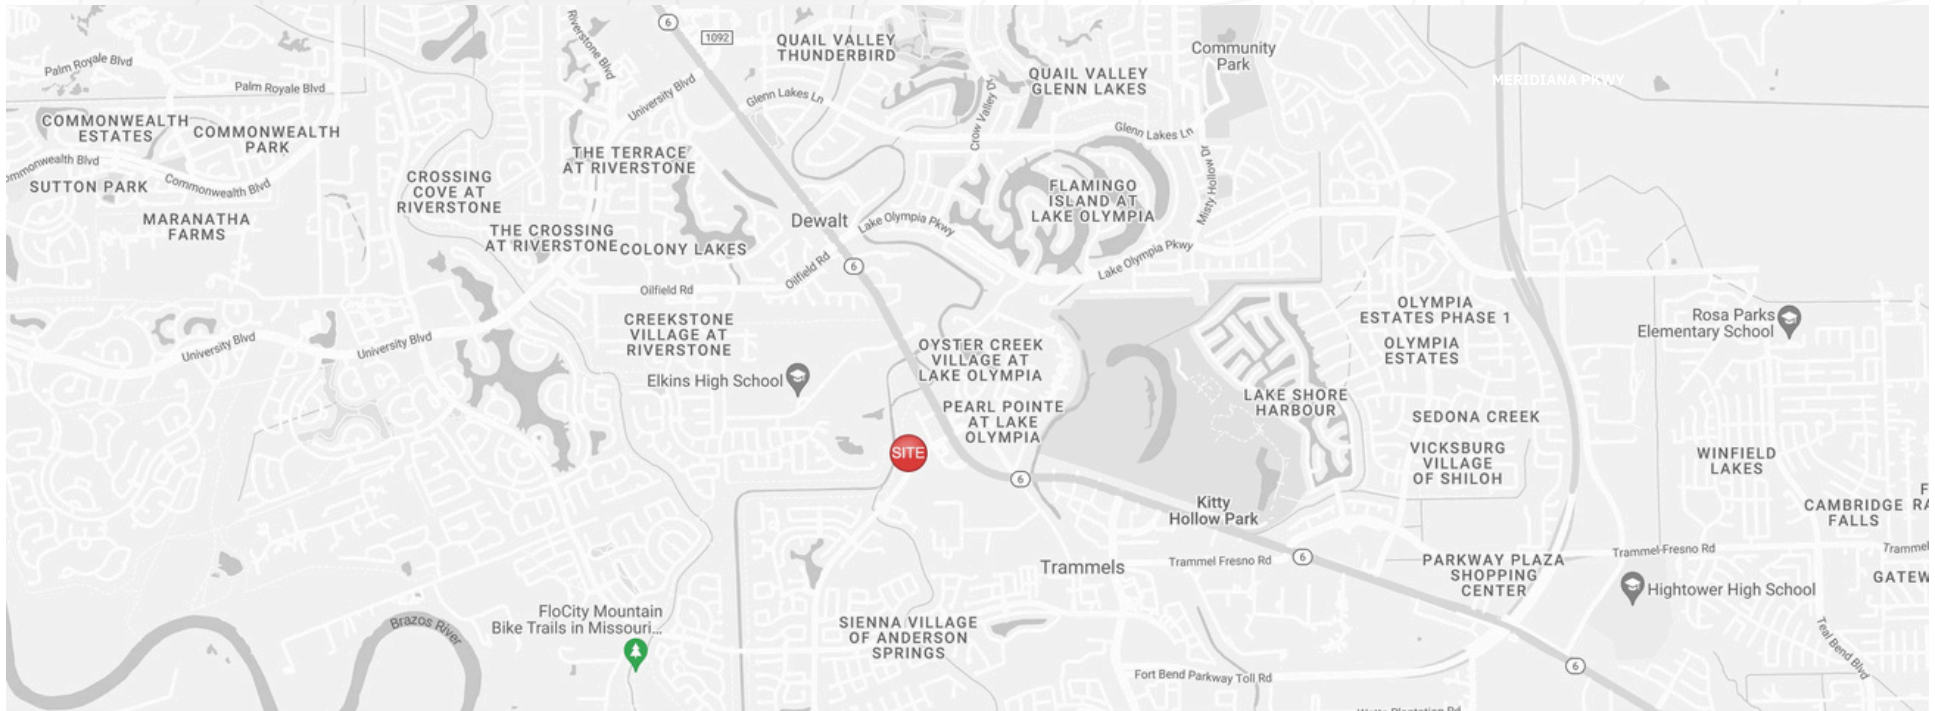 6
1092
Riverstone Blvd
QUAIL VALLEY
THUNDERBIRD
Community
Park
QUAIL VALLEY
GLENN LAKES
MERIDIANA PKWY
Palm Royale Blvd
Palm Royale Blvd
University Blvd
Glenn Lakes Ln
Crow Valley Dr
Glenn Lakes Ln
COMMONWEALTH
ESTATES
COMMONWEALTH
PARK
ommonwealth Blvd
Commonwealth Blvd
SUTTON PARK
THE TERRACE
AT RIVERSTONE
CROSSING
COVE AT
RIVERSTONE
FLAMINGO
ISLAND AT
LAKE OLYMPIA
Misty Hollow Dr
MARANATHA
FARMS
THE CROSSING
AT RIVERSTONE
COLONY LAKES
Dewalt
Lake Olympia Pkwy
Lake Olympia Pkwy
Oilfield Rd
6
Oilfield Rd
CREEKSTONE
VILLAGE AT
RIVERSTONE
OLYMPIA
ESTATES PHASE 1
OLYMPIA
ESTATES
Rosa Parks
Elementary School
University Blvd
University Blvd
OYSTER CREEK
VILLAGE AT
LAKE OLYMPIA
Elkins High School
LAKE SHORE
HARBOUR
PEARL POINTE
AT LAKE
OLYMPIA
SEDONA CREEK
SITE
VICKSBURG
VILLAGE
OF SHILOH
WINFIELD
LAKES
6
Kitty
Hollow Park
CAMBRIDGE
FALLS
F
RA
Trammels
Trammel Fresno Rd
6
Trammel Fresno Rd
Trammel
PARKWAY PLAZA
SHOPPING
CENTER
GATEW
Hightower High School
FloCity Mountain
Bike Trails in Missouri...
Brazos River
SIENNA VILLAGE
OF ANDERSON
SPRINGS
Teal Bend Blvd
Fort Bend Parkway Toll Rd
6